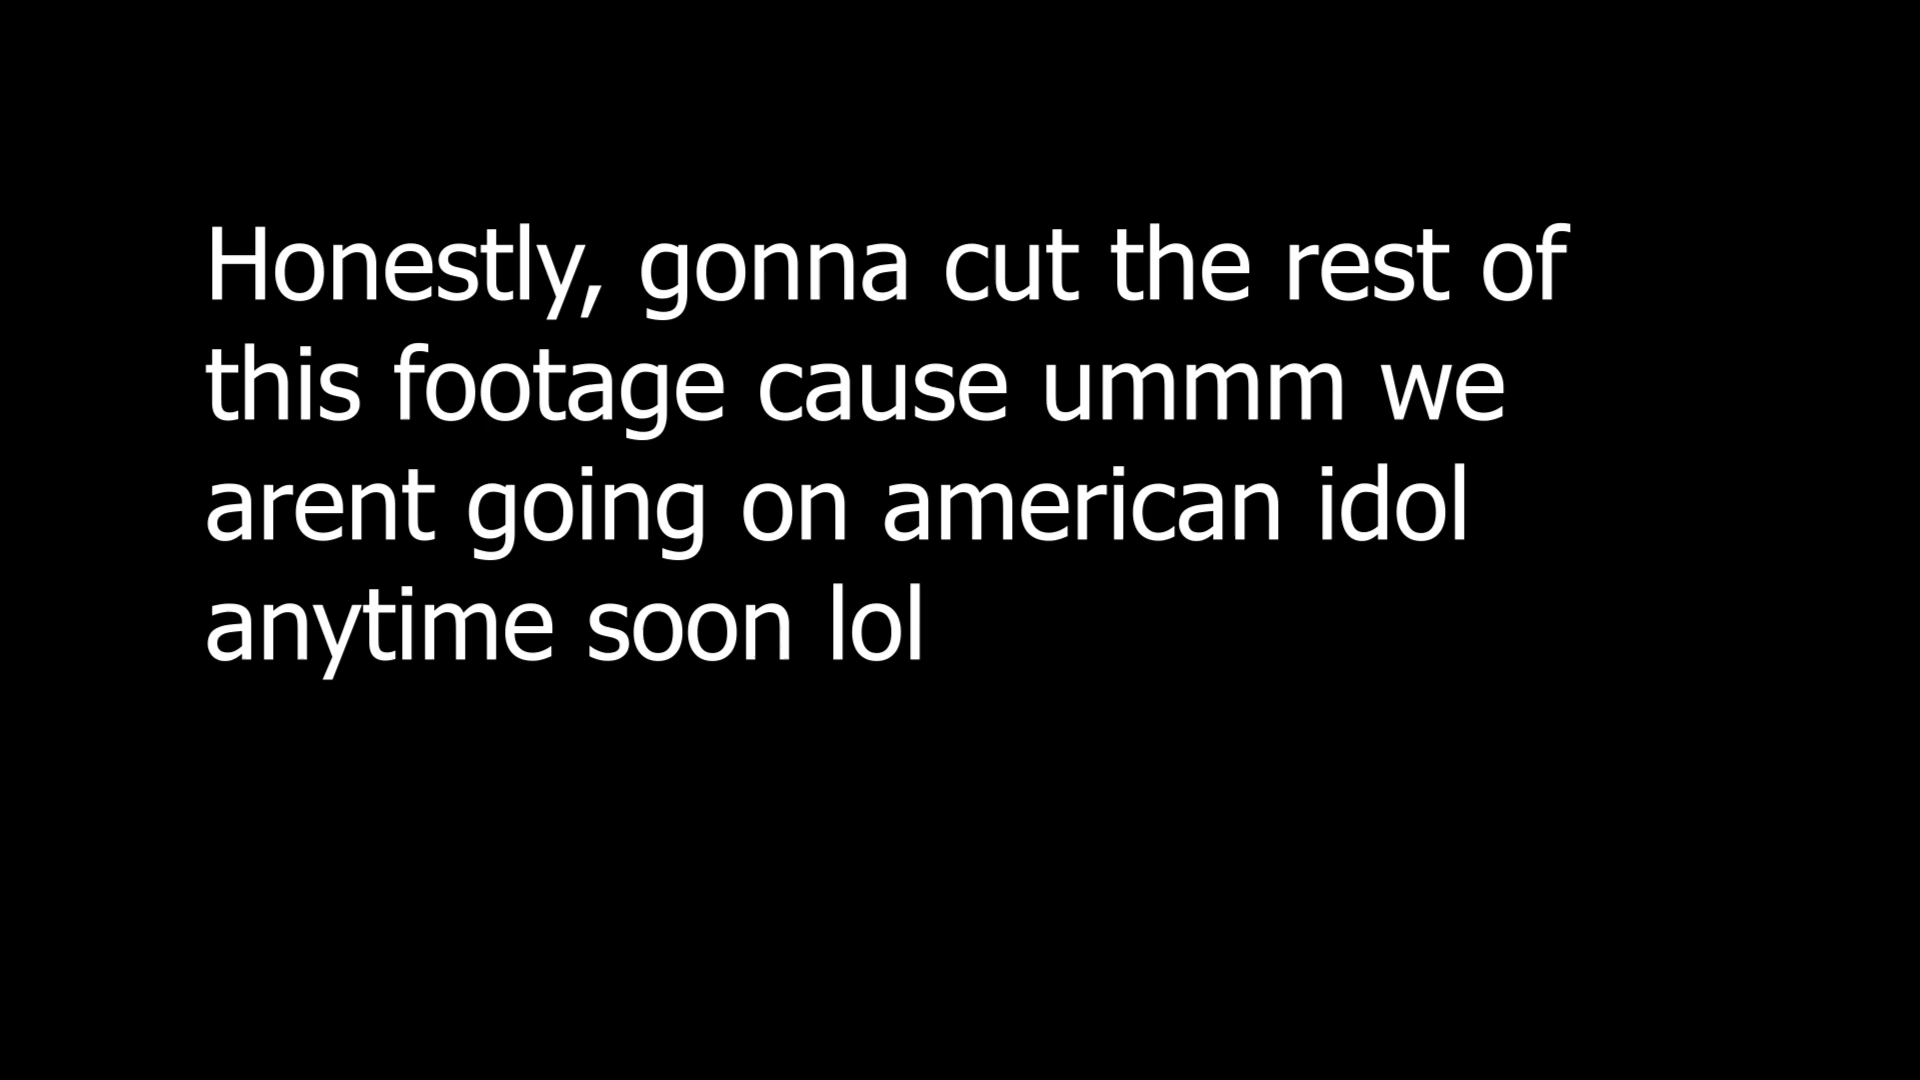 Honestly, gonna cut the rest of
this footage cause ummm we
arent going on american idol
anytime soon lol